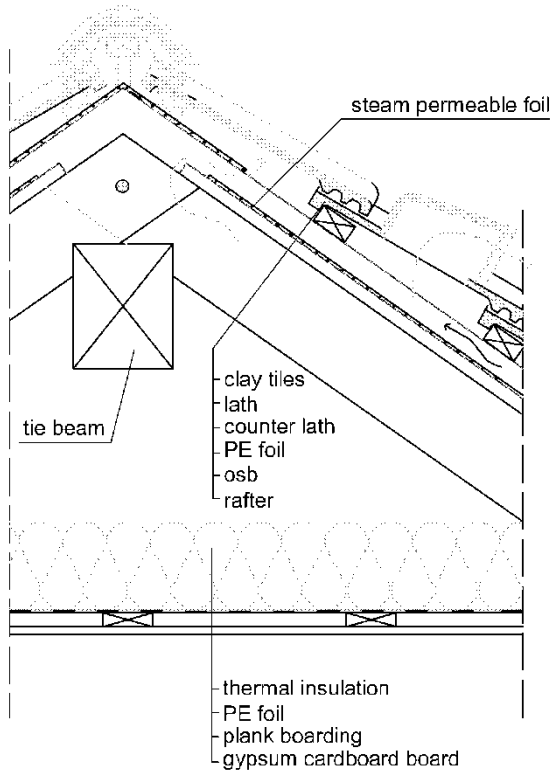 steam permeable foil
clay tiles
lath
counter lath
PE foil
osb
rafter
tie beam
thermal insulation
PE foil
plank boarding
gypsum cardboard board